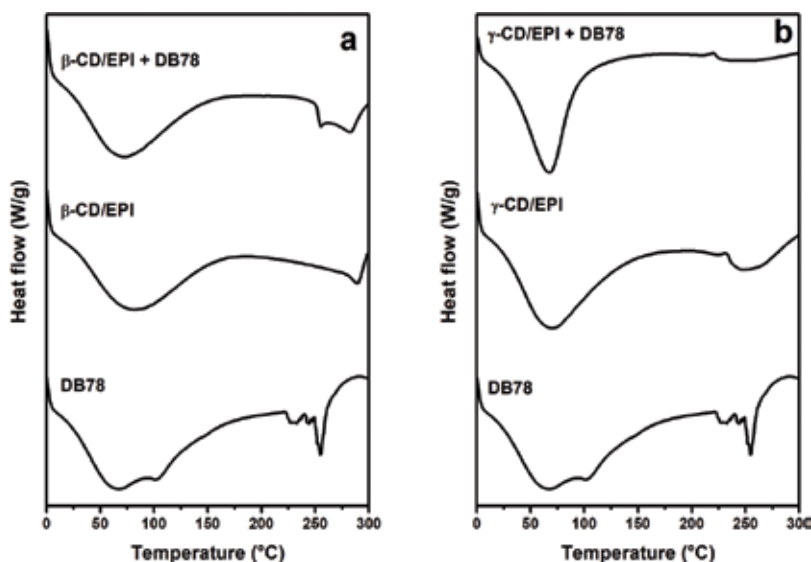 a
β-CD/EPI + DB78
β-CD/EPI
DB78
Heat flow (W/g)
0 50 100 150 200 250 300
Temperature (°C)
b
γ-CD/EPI + DB78
γ-CD/EPI
DB78
Heat flow (W/g)
0 50 100 150 200 250 300
Temperature (°C)